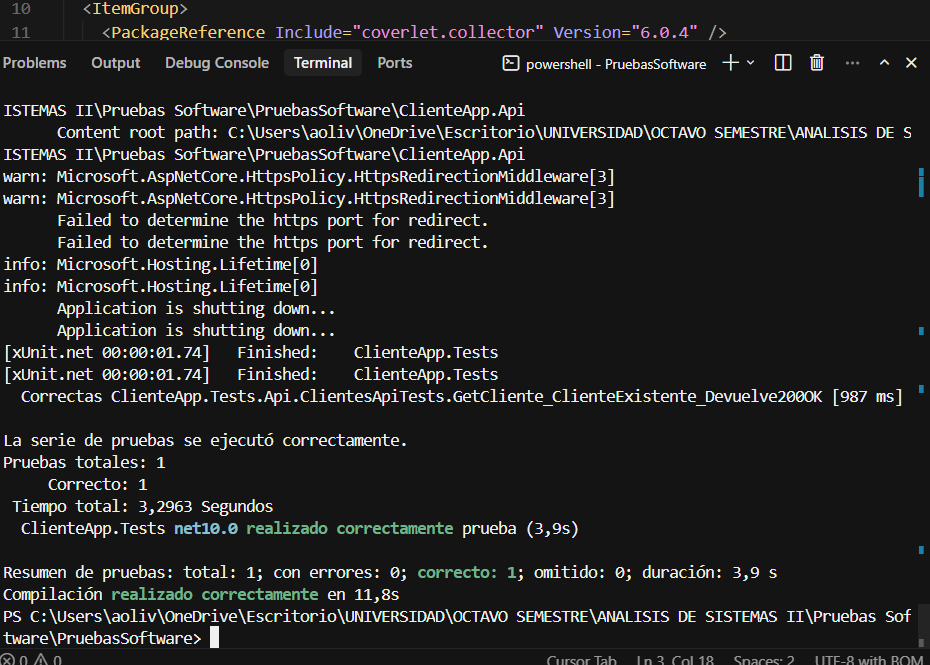 10 <ItemGroup>
11 <PackageReference Include="coverlet.collector" Version="6.0.4" />
Problems Output Debug Console Terminal Ports powershell - PruebasSoftware
ISTEMAS II\Pruebas Software\PruebasSoftware\ClienteApp.Api
Content root path: C:\Users\aoliv\OneDrive\Escritorio\UNIVERSIDAD\OCTAVO SEMESTRE\ANALISIS DE S
ISTEMAS II\Pruebas Software\PruebasSoftware\ClienteApp.Api
warn: Microsoft.AspNetCore.HttpsPolicy.HttpsRedirectionMiddleware[3]
warn: Microsoft.AspNetCore.HttpsPolicy.HttpsRedirectionMiddleware[3]
Failed to determine the https port for redirect.
Failed to determine the https port for redirect.
info: Microsoft.Hosting.Lifetime[0]
info: Microsoft.Hosting.Lifetime[0]
Application is shutting down...
Application is shutting down...
[xUnit.net 00:00:01.74]   Finished:    ClienteApp.Tests
[xUnit.net 00:00:01.74]   Finished:    ClienteApp.Tests
Correctas ClienteApp.Tests.Api.ClientesApiTests.GetCliente_ClienteExistente_Devuelve200OK [987 ms]
La serie de pruebas se ejecutó correctamente.
Pruebas totales: 1
Correcto: 1
Tiempo total: 3,2963 Segundos
ClienteApp.Tests net10.0 realizado correctamente prueba (3,9s)
Resumen de pruebas: total: 1; con errores: 0; correcto: 1; omitido: 0; duración: 3,9 s
Compilación realizado correctamente en 11,8s
PS C:\Users\aoliv\OneDrive\Escritorio\UNIVERSIDAD\OCTAVO SEMESTRE\ANALISIS DE SISTEMAS II\Pruebas Sof
tware\PruebasSoftware>
0 0 Cursor Tab Ln 3, Col 18 Spaces: 2 UTF-8 with BOM